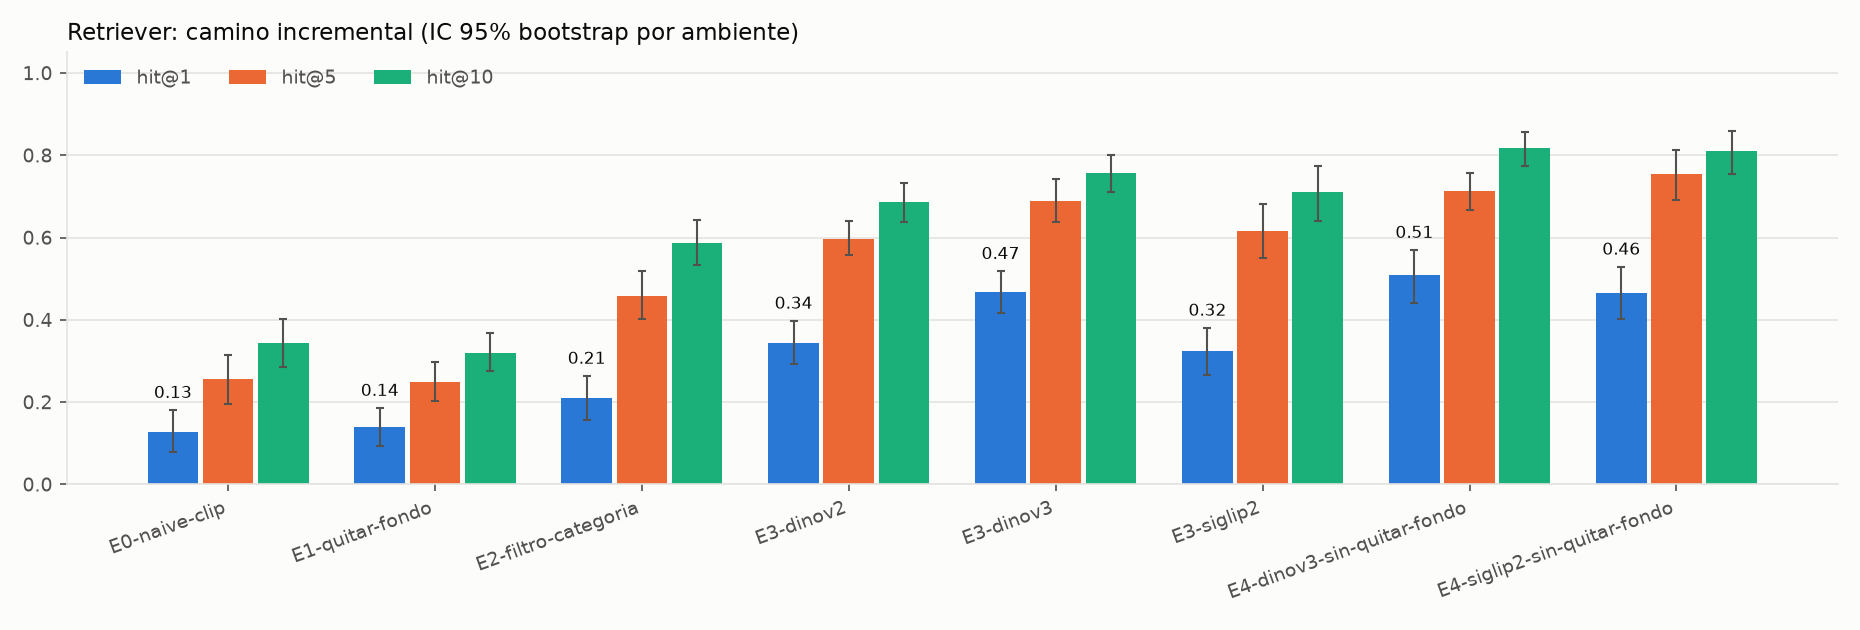 Retriever: camino incremental (IC 95% bootstrap por ambiente)
hit@1 hit@5 hit@10
1.0
0.8
0.6
0.4
0.2
0.0
0.13
0.14
0.21
0.34
0.47
0.32
0.51
0.46
E0-naive-clip
E1-quitar-fondo
E2-filtro-categoria
E3-dinov2
E3-dinov3
E3-siglip2
E4-dinov3-sin-quitar-fondo
E4-siglip2-sin-quitar-fondo